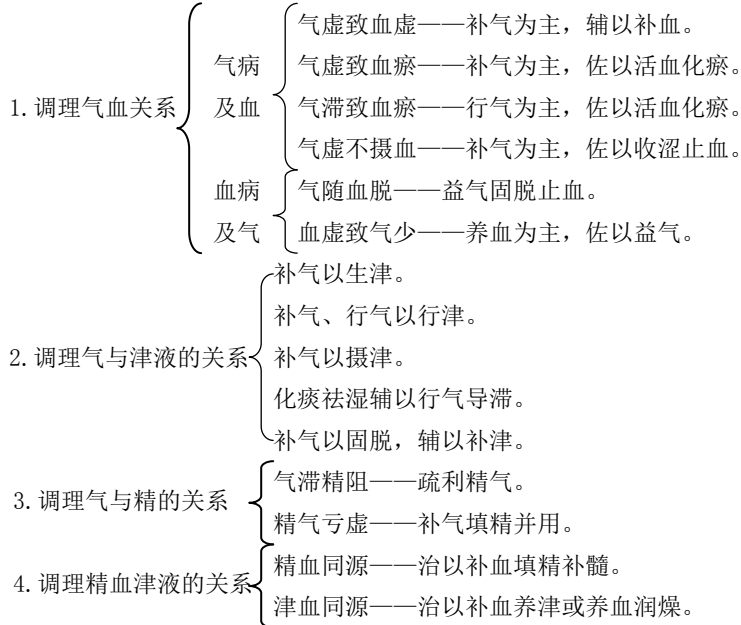 1.调理气血关系
气病及血
气虚致血虚——补气为主，辅以补血。
气虚致血瘀——补气为主，佐以活血化瘀。
气滞致血瘀——行气为主，佐以活血化瘀。
气虚不摄血——补气为主，佐以收涩止血。
血病及气
气随血脱——益气固脱止血。
血虚致气少——养血为主，佐以益气。
2.调理气与津液的关系
补气以生津。
补气、行气以行津。
补气以摄津。
化痰祛湿辅以行气导滞。
补气以固脱，辅以补津。
3.调理气与精的关系
气滞精阻——疏利精气。
精气亏虚——补气填精并用。
4.调理精血津液的关系
精血同源——治以补血填精补髓。
津血同源——治以补血养津或养血润燥。